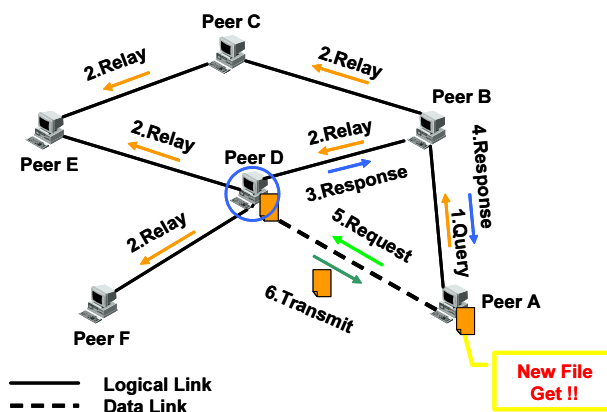 Peer C
2.Relay
2.Relay
Peer B
Peer E
2.Relay
Peer D
2.Relay
3.Response
4.Response
1.Query
5.Request
2.Relay
6.Transmit
Peer A
Peer F
New File
Get !!
Logical Link
Data Link